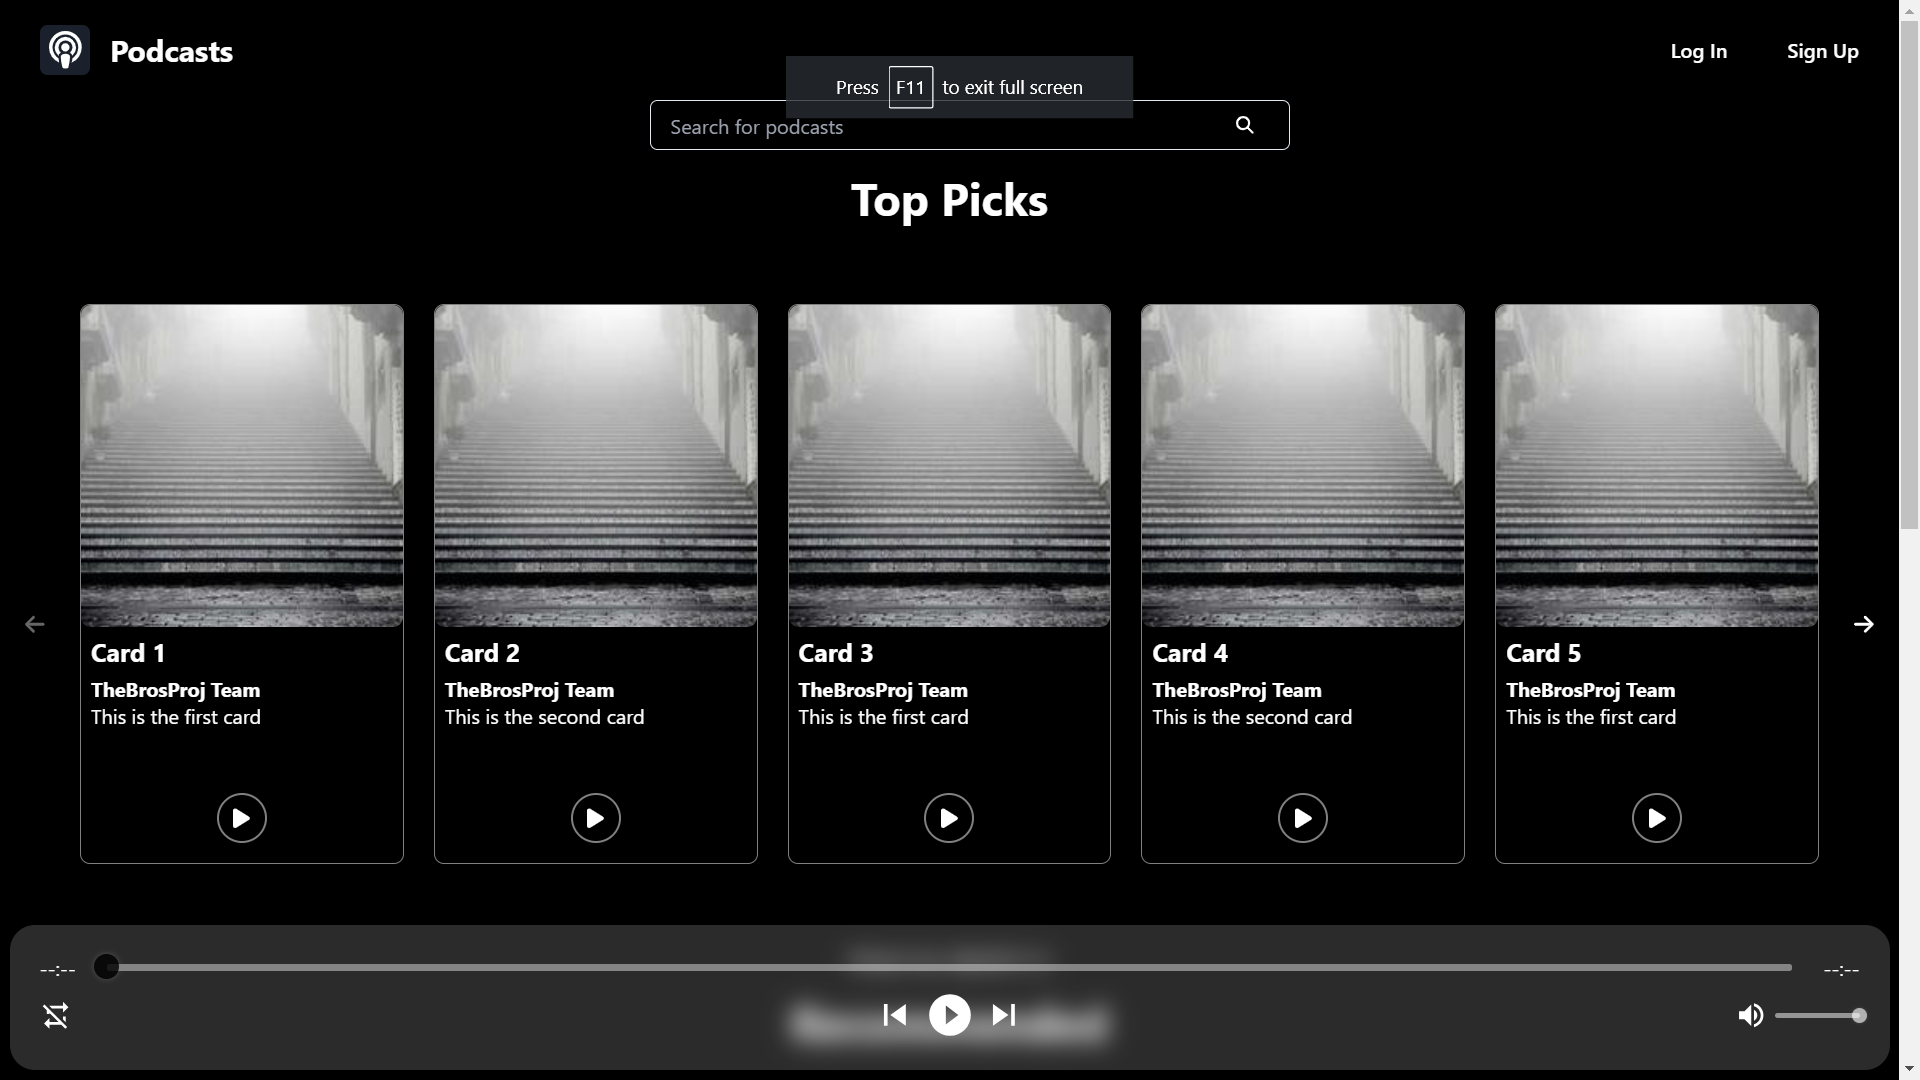 Podcasts
Log In
Sign Up
Press F11 to exit full screen
Search for podcasts
Top Picks
Card 1
TheBrosProj Team
This is the first card
Card 2
TheBrosProj Team
This is the second card
Card 3
TheBrosProj Team
This is the first card
Card 4
TheBrosProj Team
This is the second card
Card 5
TheBrosProj Team
This is the first card
--:--
--:--